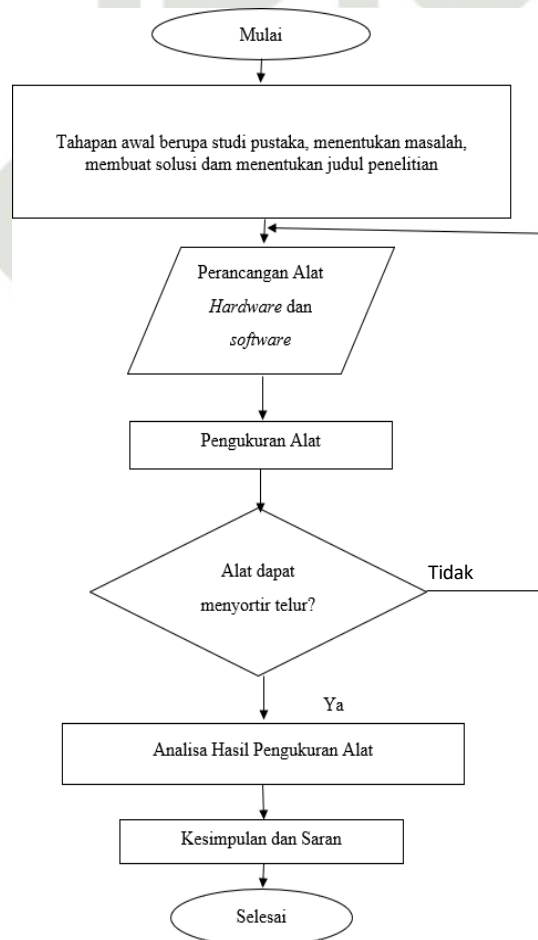 Mulai
Tahapan awal berupa studi pustaka, menentukan masalah,
membuat solusi dam menentukan judul penelitian
Perancangan Alat
Hardware dan
software
Pengukuran Alat
Alat dapat
menyortir telur?
Tidak
Ya
Analisa Hasil Pengukuran Alat
Kesimpulan dan Saran
Selesai